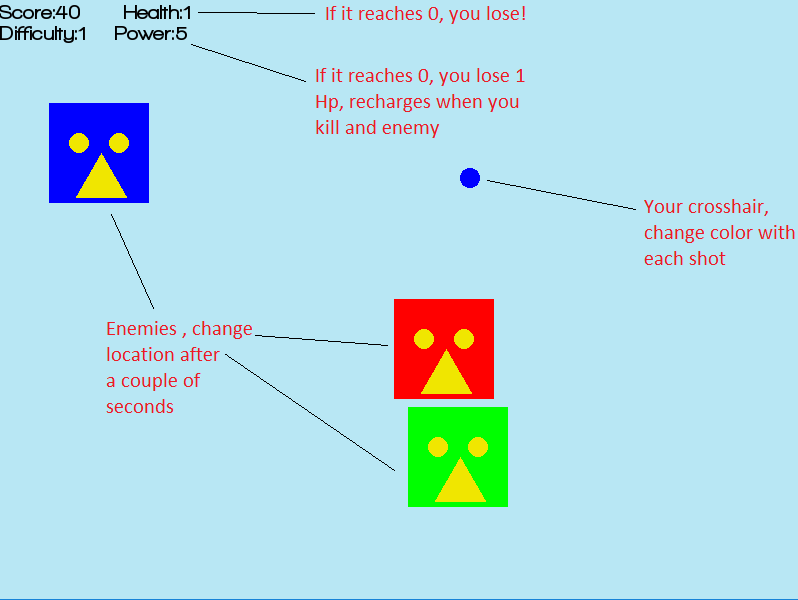 Score:40 Health:1
If it reaches 0, you lose!
Difficulty:1 Power:5
If it reaches 0, you lose 1
Hp, recharges when you
kill and enemy
Your crosshair,
change color with
each shot
Enemies , change
location after
a couple of
seconds